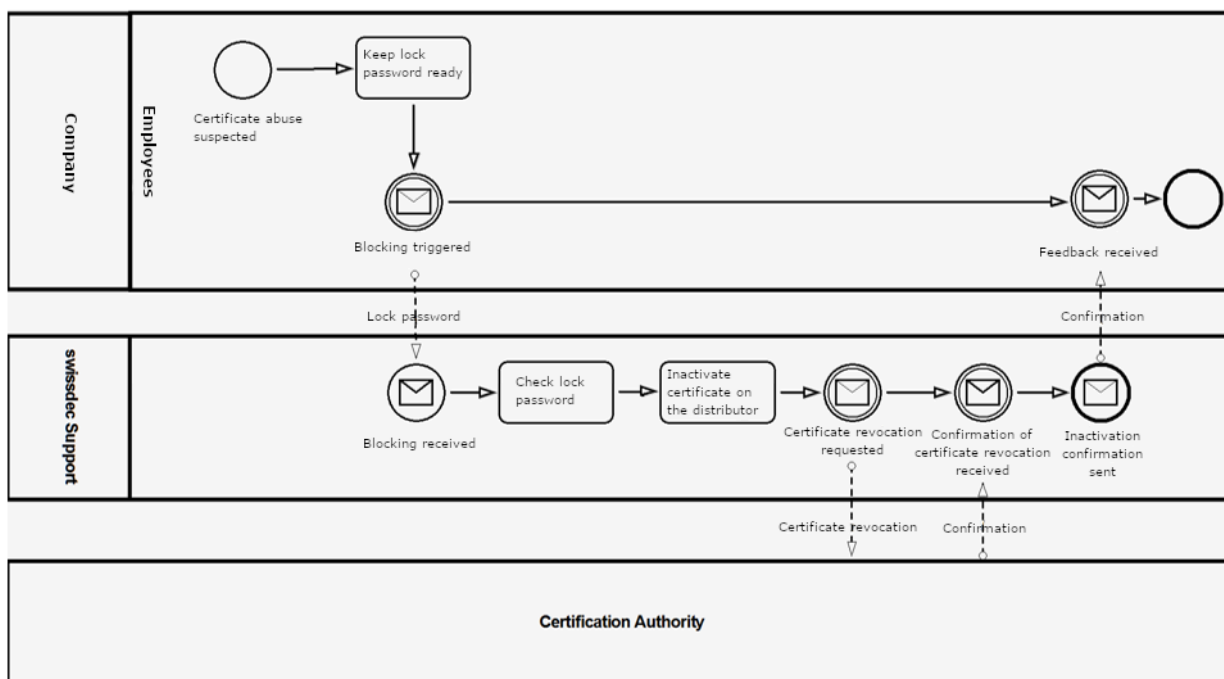 Company
Employees
Keep lock
password ready
Certificate abuse
suspected
Blocking triggered
Feedback received
Lock password
Confirmation
swissdec Support
Check lock
password
Inactivate
certificate on
the distributor
Blocking received
Certificate revocation
requested
Confirmation of
certificate revocation
received
Inactivation
confirmation
sent
Certificate revocation
Confirmation
Certification Authority